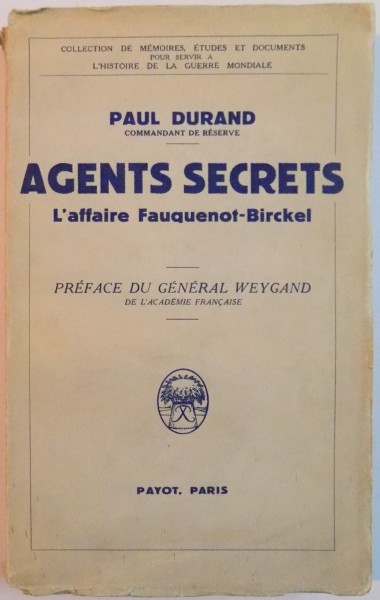 COLLECTION DE MÉMOIRES, ÉTUDES ET DOCUMENTS
POUR SERVIR A
L'HISTOIRE DE LA GUERRE MONDIALE
PAUL DURAND
COMMANDANT DE RÉSERVE
AGENTS SECRETS
L'affaire Fauquenot-Birckel
PRÉFACE DU GÉNÉRAL WEYGAND
DE L'ACADÉMIE FRANÇAISE
PAYOT, PARIS